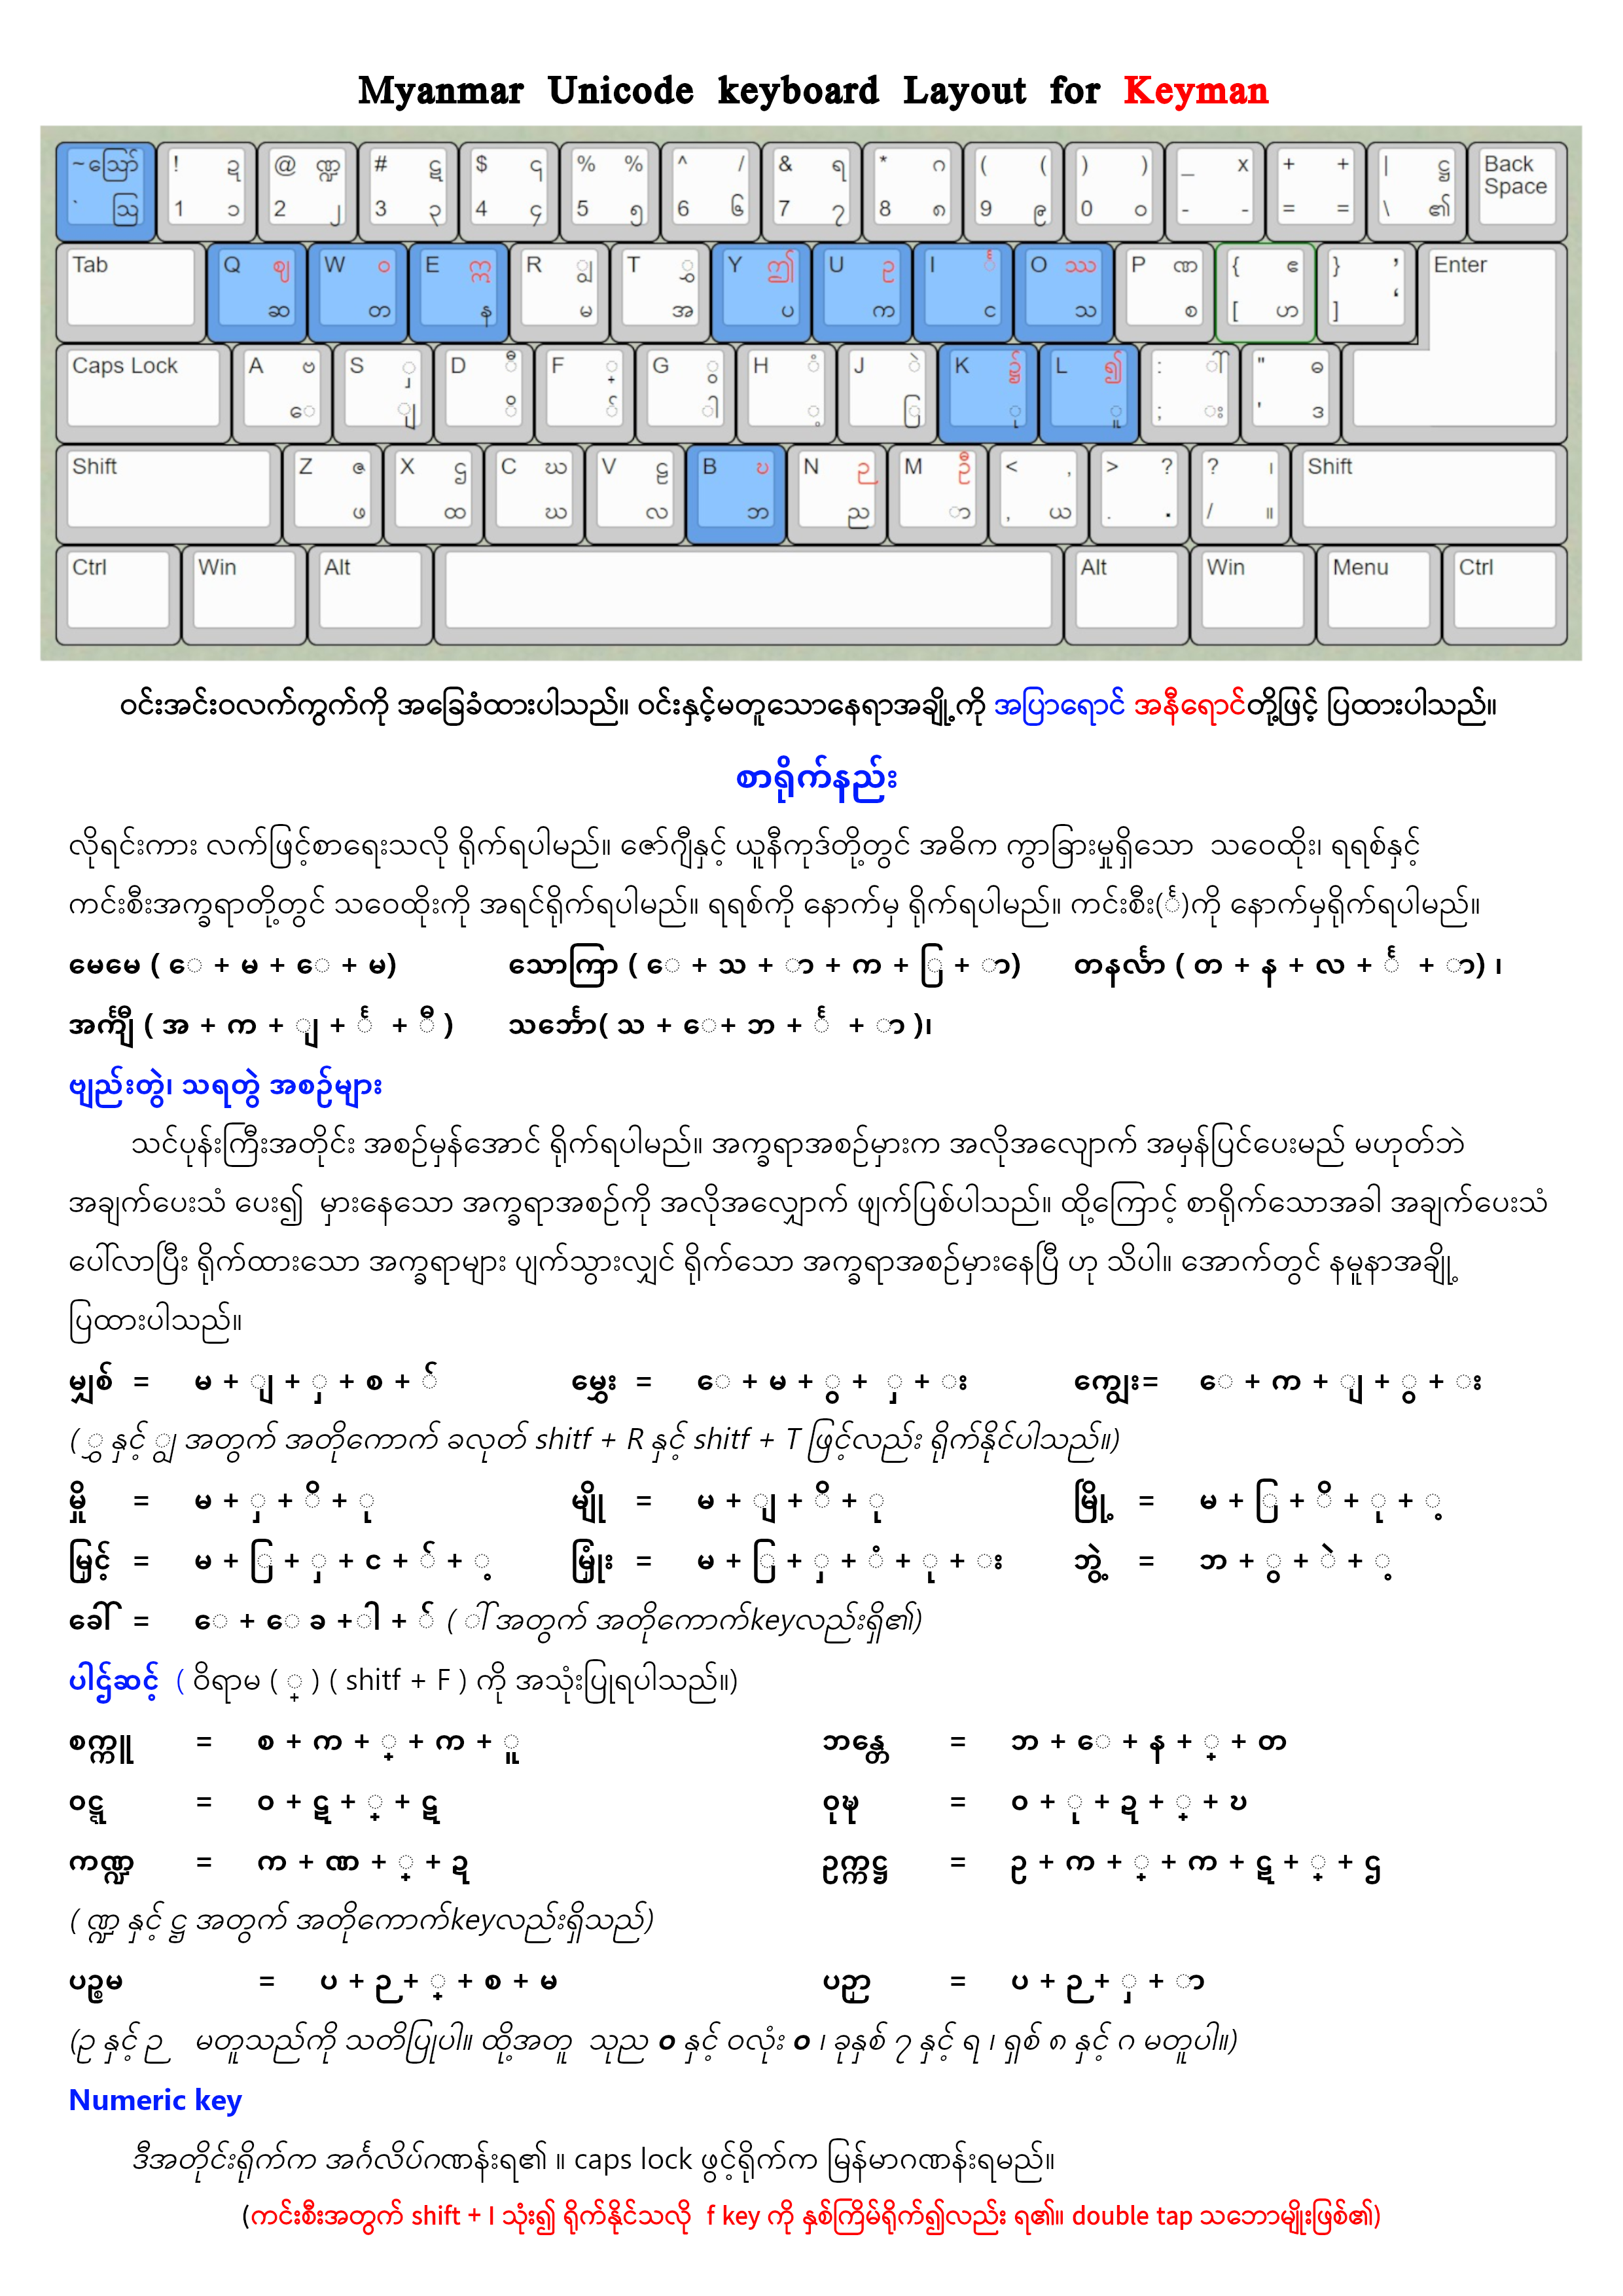 Myanmar Unicode keyboard Layout for Keyman
~ သြော် ! ဍ @ ဏ္ဍ # ဋ $ ၎ % % ^ / & ရ * ဂ ( ( ) ) _ x + + | ဋ္ဌ Back Space
` ဩ 1 ၁ 2 ၂ 3 ၃ 4 ၄ 5 ၅ 6 ၆ 7 ၇ 8 ၈ 9 ၉ 0 ၀ - - = = \ ၏
Tab Q ဈ W ဝ E ဣ R ျွ T ွှ Y ဤ U ဥ I င်္ O ဿ P ဏ { ဧ } ’ Enter
ဆ တ န မ အ ပ က င သ စ [ ဟ ] ‘
Caps Lock A ဗ S ှ D ီ F ္ G ွ H ံ J ဲ K ဍ္ဎ L ၍ : ါ် " ဓ
ေ ျ ိ ် ါ ့ ြ ု ူ ; း ' ဒ
Shift Z ဇ X ဌ C ဃ V ဠ B ဎ N ဉ M ဦ < , > ? ? ၊ Shift
ဖ ထ ဃ လ ဘ ည ာ , ယ . . / ။
Ctrl Win Alt Alt Win Menu Ctrl
ဝင်းအင်းဝလက်ကွက်ကို အခြေခံထားပါသည်။ ဝင်းနှင့်မတူသောနေရာအချို့ကို အပြာရောင် အနီရောင်တို့ဖြင့် ပြထားပါသည်။
စာရိုက်နည်း
လိုရင်းကား လက်ဖြင့်စာရေးသလို ရိုက်ရပါမည်။ ဇော်ဂျီနှင့် ယူနီကုဒ်တို့တွင် အဓိက ကွာခြားမှုရှိသော သဝေထိုး၊ ရရစ်နှင့်
ကင်းစီးအက္ခရာတို့တွင် သဝေထိုးကို အရင်ရိုက်ရပါမည်။ ရရစ်ကို နောက်မှ ရိုက်ရပါမည်။ ကင်းစီး(င်္)ကို နောက်မှရိုက်ရပါမည်။
မေမေ ( ေ + မ + ေ + မ) သောကြာ ( ေ + သ + ာ + က + ြ + ာ) တနင်္လာ ( တ + န + လ + င်္ + ာ) ၊
အင်္ကျီ ( အ + က + ျ + င်္ + ီ ) သင်္ဘော( သ + ေ+ ဘ + င်္ + ာ )၊
ဗျည်းတွဲ၊ သရတွဲ အစဉ်များ
သင်ပုန်းကြီးအတိုင်း အစဉ်မှန်အောင် ရိုက်ရပါမည်။ အက္ခရာအစဉ်မှားက အလိုအလျောက် အမှန်ပြင်ပေးမည် မဟုတ်ဘဲ
အချက်ပေးသံ ပေး၍ မှားနေသော အက္ခရာအစဉ်ကို အလိုအလျှောက် ဖျက်ပြစ်ပါသည်။ ထို့ကြောင့် စာရိုက်သောအခါ အချက်ပေးသံ
ပေါ်လာပြီး ရိုက်ထားသော အက္ခရာများ ပျက်သွားလျှင် ရိုက်သော အက္ခရာအစဉ်မှားနေပြီ ဟု သိပါ။ အောက်တွင် နမူနာအချို့
ပြထားပါသည်။
မျှစ် = မ + ျ + ှ + စ + ် မွှေး = ေ + မ + ွ + ှ + း ကျွေး= ေ + က + ျ + ွ + း
( ွှ နှင့် ျွ အတွက် အတိုကောက် ခလုတ် shitf + R နှင့် shitf + T ဖြင့်လည်း ရိုက်နိုင်ပါသည်။)
မှို = မ + ှ + ိ + ု မျို = မ + ျ + ိ + ု မြို့ = မ + ြ + ိ + ု + ့
မြှင့် = မ + ြ + ှ + င + ် + ့ မြှုံး = မ + ြ + ှ + ံ + ု + း ဘွဲ့ = ဘ + ွ + ဲ + ့
ခေါ် = ေ + ေ ခ +ါ + ် ( ါ် အတွက် အတိုကောက်keyလည်းရှိ၏)
ပါဌ်ဆင့် ( ဝိရာမ ( ္ ) ( shitf + F ) ကို အသုံးပြုရပါသည်။)
စက္ကူ = စ + က + ္ + က + ူ ဘန္တေ = ဘ + ေ + န + ္ + တ
ဝဋ္ဋ = ဝ + ဋ + ္ + ဋ ဝုဍ္ဎ = ဝ + ု + ဍ + ္ + ဎ
ကဏ္ဍ = က + ဏ + ္ + ဍ ဥက္ကဋ္ဌ = ဥ + က + ္ + က + ဋ + ္ + ဌ
( ဏ္ဍ နှင့် ဋ္ဌ အတွက် အတိုကောက်keyလည်းရှိသည်)
ပဉ္စမ = ပ + ဉ + ္ + စ + မ ပဉှာ = ပ + ဉ + ှ + ာ
(ဥ နှင့် ဉ မတူသည်ကို သတိပြုပါ။ ထို့အတူ သုည ၀ နှင့် ဝလုံး ဝ ၊ ခုနှစ် ၇ နှင့် ရ ၊ ရှစ် ၈ နှင့် ဂ မတူပါ။)
Numeric key
ဒီအတိုင်းရိုက်က အင်္ဂလိပ်ဂဏန်းရ၏ ။ caps lock ဖွင့်ရိုက်က မြန်မာဂဏန်းရမည်။
(ကင်းစီးအတွက် shift + I သုံး၍ ရိုက်နိုင်သလို f key ကို နှစ်ကြိမ်ရိုက်၍လည်း ရ၏။ double tap သဘောမျိုးဖြစ်၏)